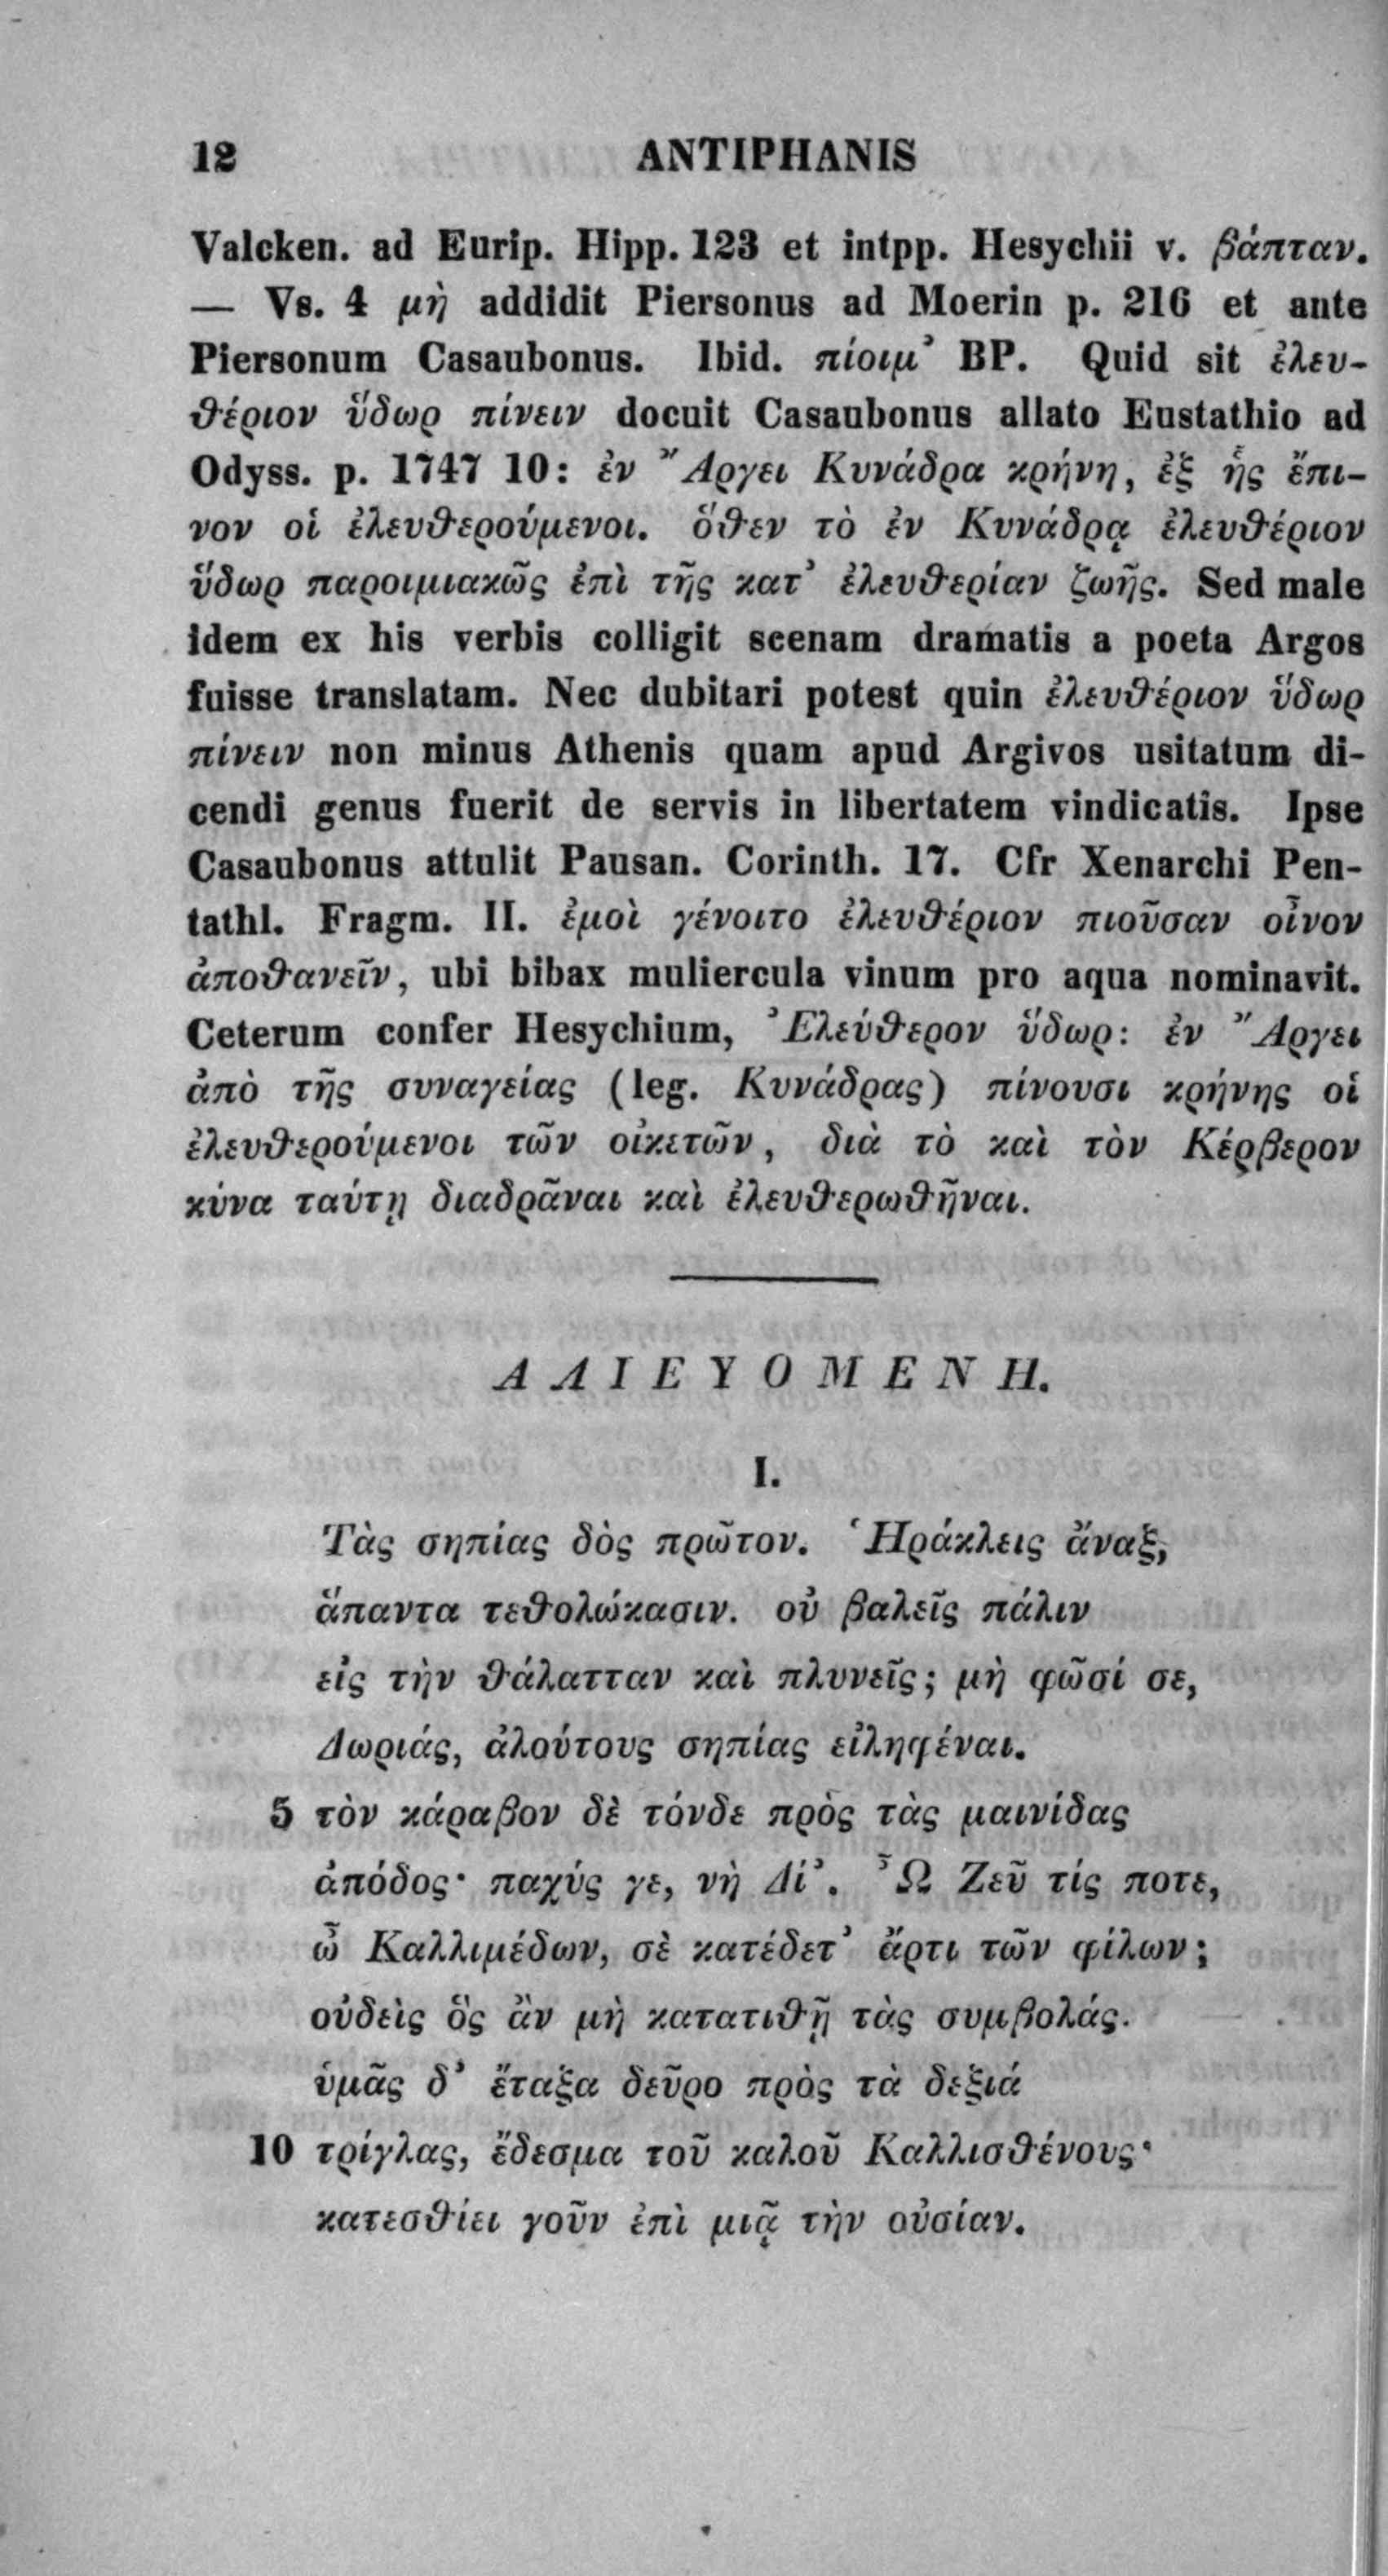 12 ANTIPHANIS
Valcken. ad Eurip. Hipp. 123 et intpp. Hesychii v. βάπταν.
— Vs. 4 μὴ addidit Piersonus ad Moerin p. 216 et ante
Piersonum Casaubonus. Ibid. πίοιμ᾽ BP. Quid sit ἐλευ-
θέριον ὕδωρ πίνειν docuit Casaubonus allato Eustathio ad
Odyss. p. 1747 10: ἐν Ἄργει Κυνάδρα κρήνη, ἐξ ἧς ἔπι-
νον οἱ ἐλευθερούμενοι. ὅθεν τὸ ἐν Κυνάδρᾳ ἐλευθέριον
ὕδωρ παροιμιακῶς ἐπὶ τῆς κατ᾽ ἐλευθερίαν ζωῆς. Sed male
idem ex his verbis colligit scenam dramatis a poeta Argos
fuisse translatam. Nec dubitari potest quin ἐλευθέριον ὕδωρ
πίνειν non minus Athenis quam apud Argivos usitatum di-
cendi genus fuerit de servis in libertatem vindicatis. Ipse
Casaubonus attulit Pausan. Corinth. 17. Cfr Xenarchi Pen-
tathl. Fragm. II. ἐμοὶ γένοιτο ἐλευθέριον πιοῦσαν οἶνον
ἀποθανεῖν, ubi bibax muliercula vinum pro aqua nominavit.
Ceterum confer Hesychium, Ἐλεύθερον ὕδωρ: ἐν Ἄργει
ἀπὸ τῆς συναγείας (leg. Κυνάδρας) πίνουσι κρήνης οἱ
ἐλευθερούμενοι τῶν οἰκετῶν, διὰ τὸ καὶ τὸν Κέρβερον
κύνα ταύτῃ διαδρᾶναι καὶ ἐλευθερωθῆναι.
ΑΛΙΕΥΟΜΕΝΗ.
I.
Τὰς σηπίας δὸς πρῶτον. Ἡράκλεις ἄναξ,
ἅπαντα τεθολώκασιν. οὐ βαλεῖς πάλιν
εἰς τὴν θάλατταν καὶ πλυνεῖς; μὴ φῶσί σε,
Δωριάς, ἀλούτους σηπίας εἰληφέναι.
5 τὸν κάραβον δὲ τόνδε πρὸς τὰς μαινίδας
ἀπόδος· παχύς γε, νὴ Δί᾽. Ὦ Ζεῦ τίς ποτε,
ὦ Καλλιμέδων, σὲ κατέδετ᾽ ἄρτι τῶν φίλων;
οὐδεὶς ὃς ἂν μὴ κατατιθῇ τὰς συμβολάς.
ὑμᾶς δ᾽ ἔταξα δεῦρο πρὸς τὰ δεξιά
10 τρίγλας, ἔδεσμα τοῦ καλοῦ Καλλισθένους·
κατεσθίει γοῦν ἐπὶ μιᾷ τὴν οὐσίαν.